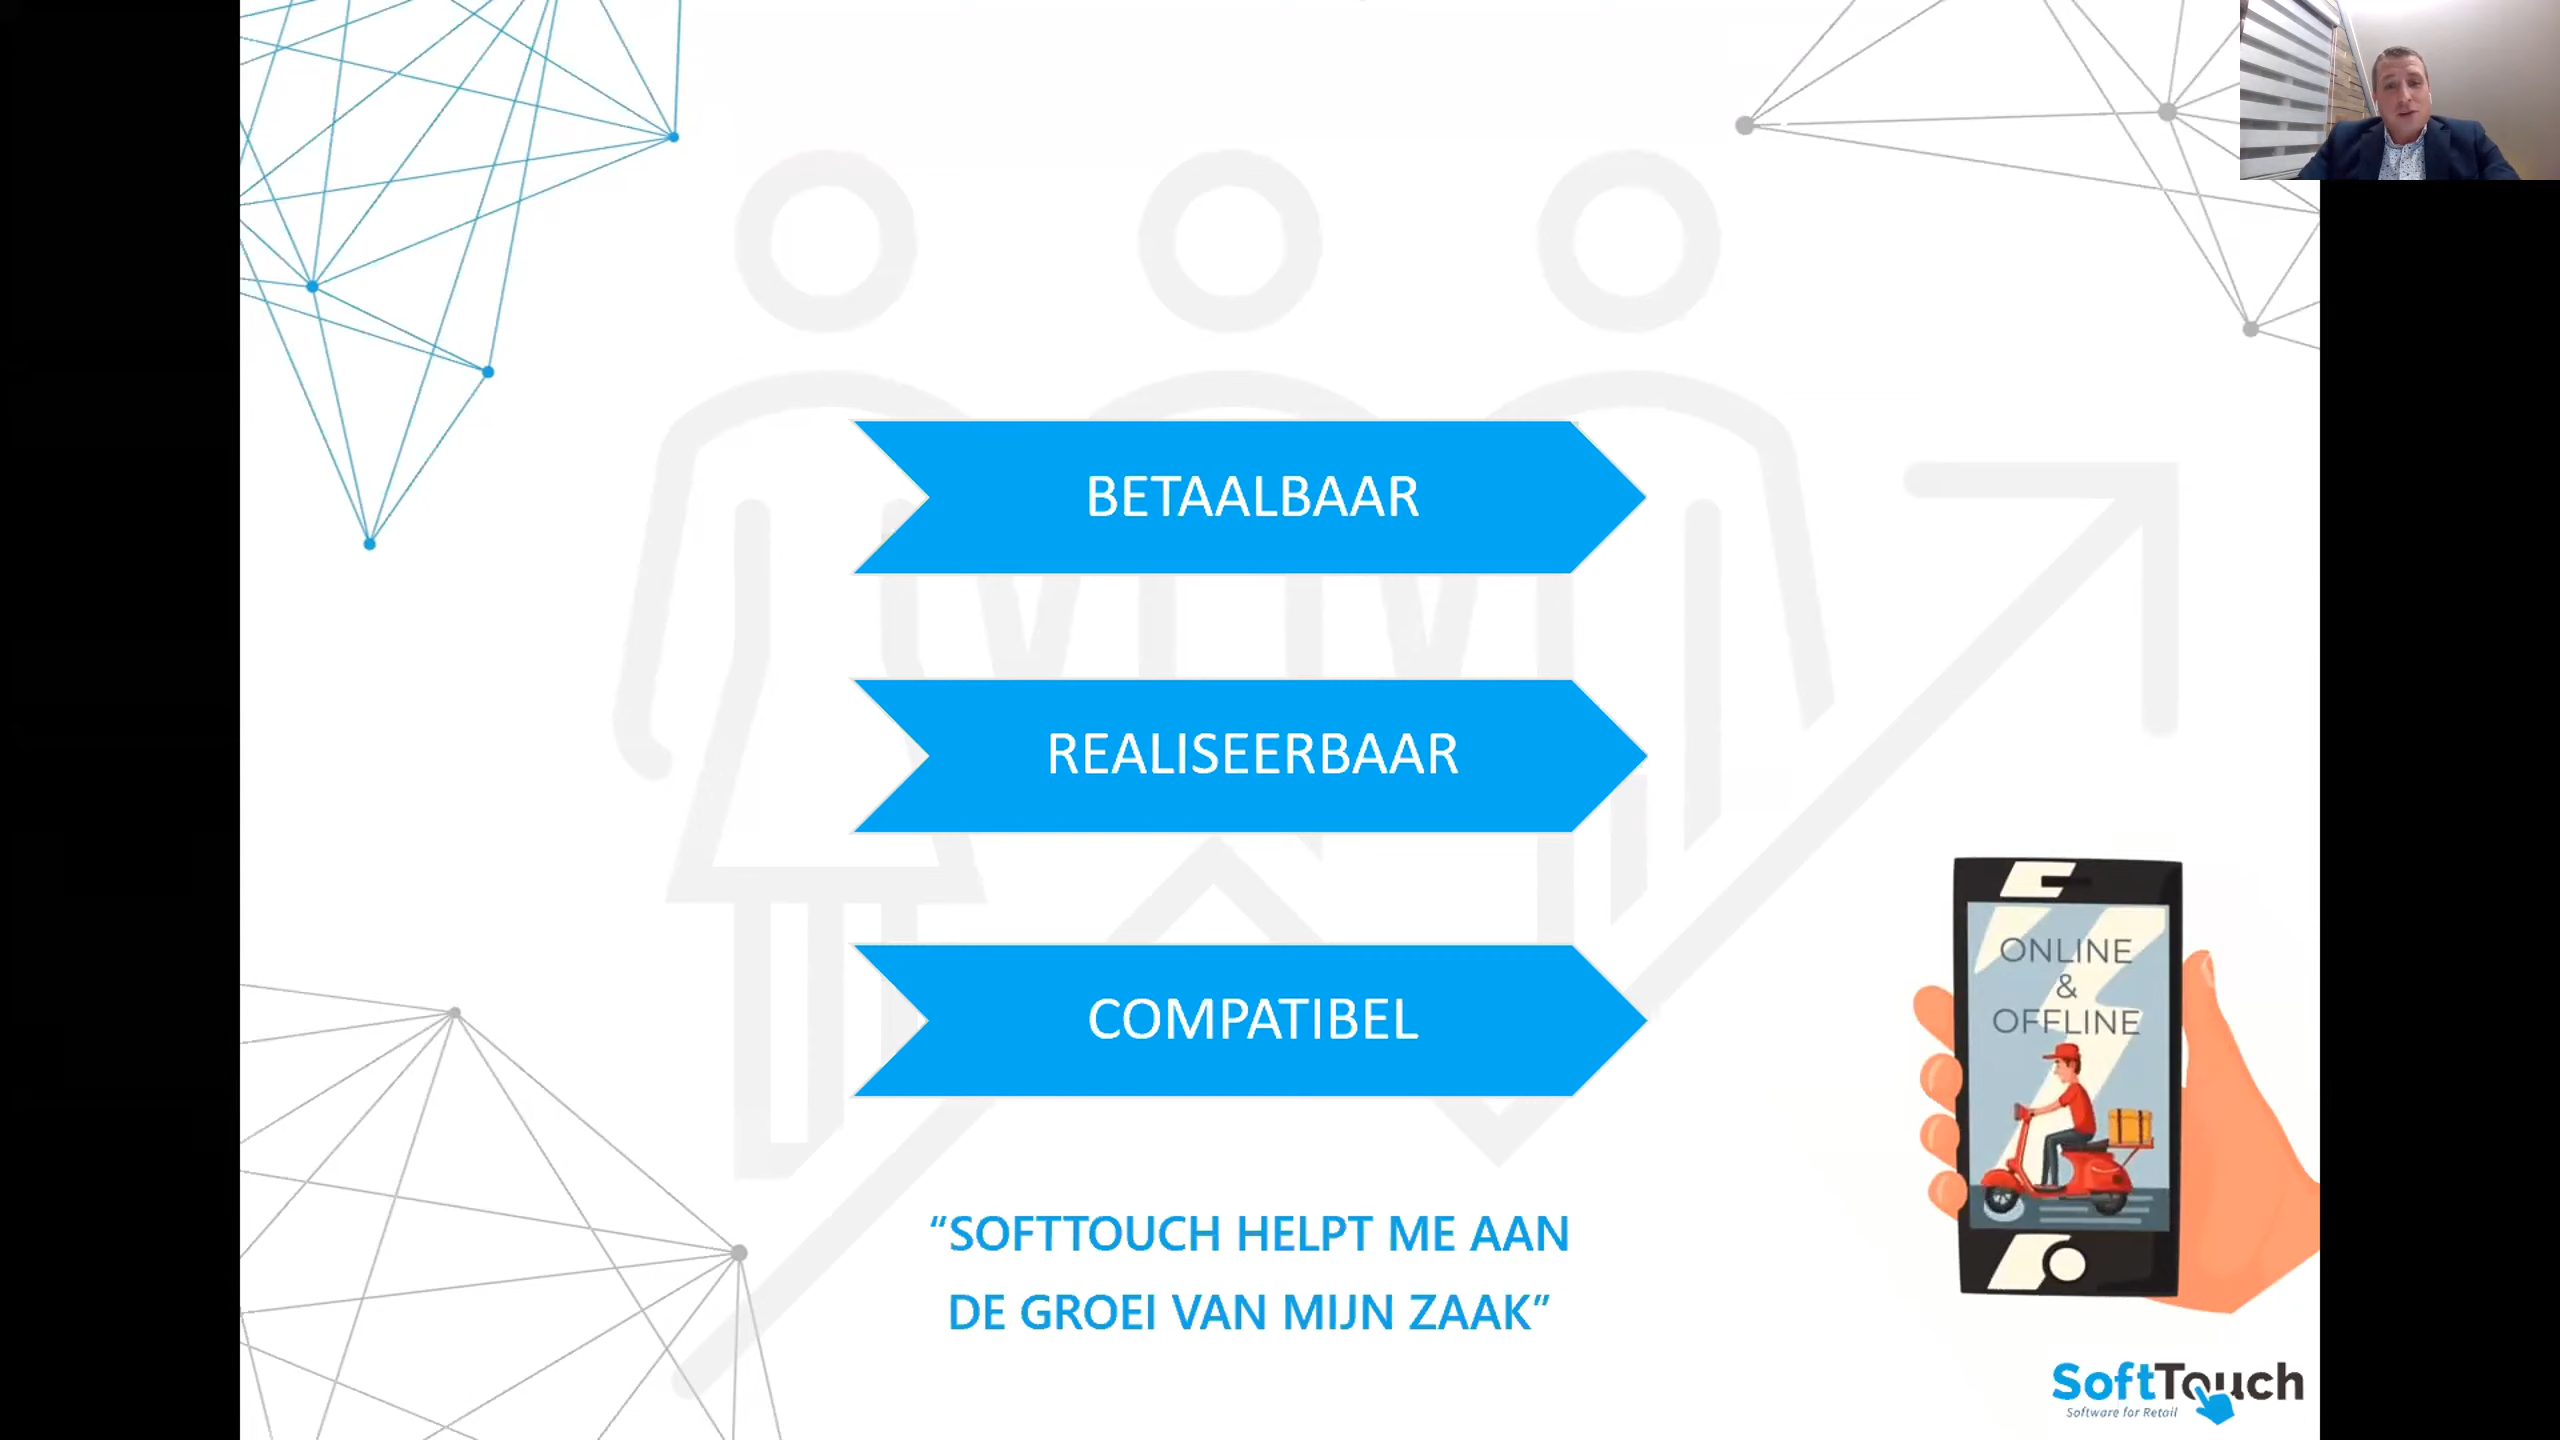 BETAALBAAR
REALISEERBAAR
COMPATIBEL
ONLINE
&
OFFLINE
“SOFTTOUCH HELPT ME AAN
DE GROEI VAN MIJN ZAAK”
SoftTouch
Software for Retail